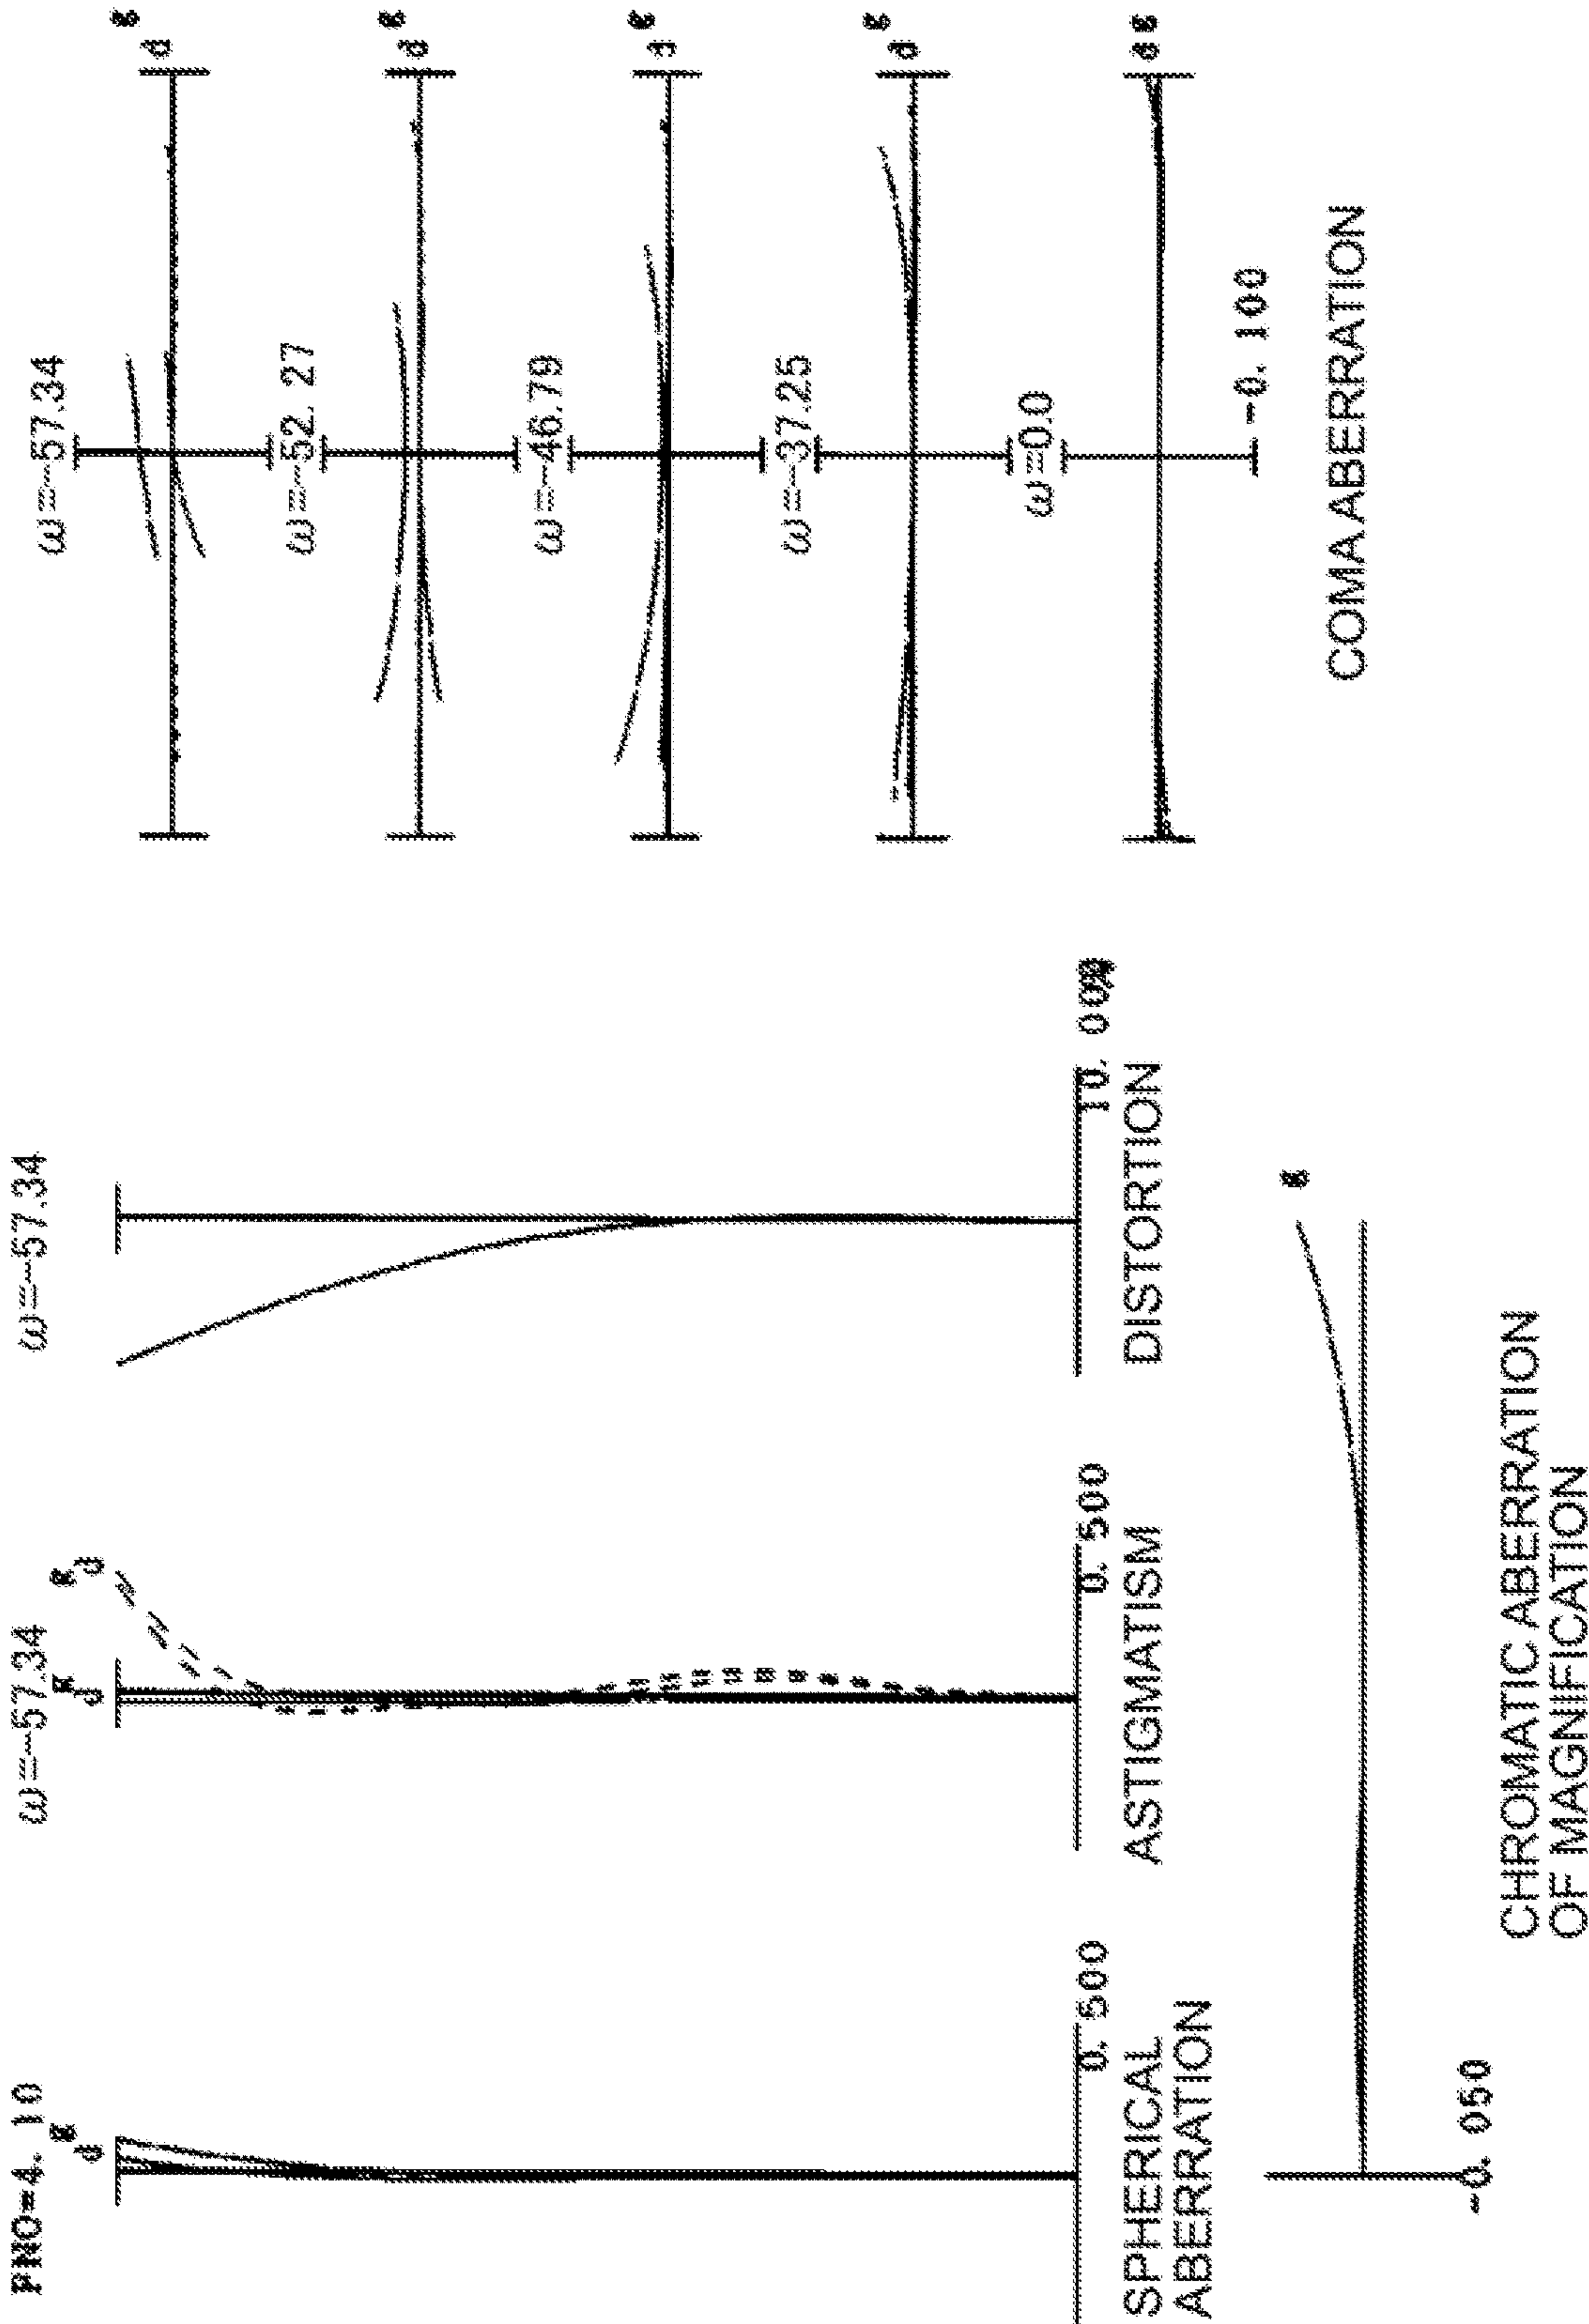 FNO=4. 10
g
d
0. 500
SPHERICAL
ABERRATION
ω=-57.34
g
d
g
d
0. 500
ASTIGMATISM
ω=-57.34
DISTORTION
g
-0. 050
CHROMATIC ABERRATION
OF MAGNIFICATION
ω=-57.34
g
d
ω=-52. 27
g
d
ω=-46.79
g
ω=-37.25
g
d
ω=0.0
d g
-0. 100
COMA ABERRATION